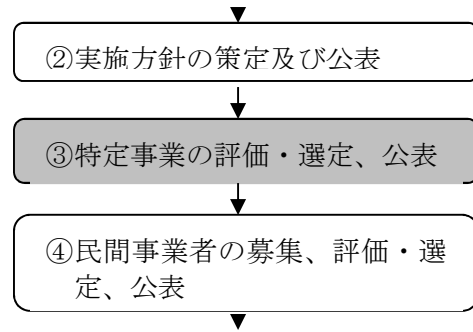 ②実施方針の策定及び公表
③特定事業の評価・選定、公表
④民間事業者の募集、評価・選
定、公表